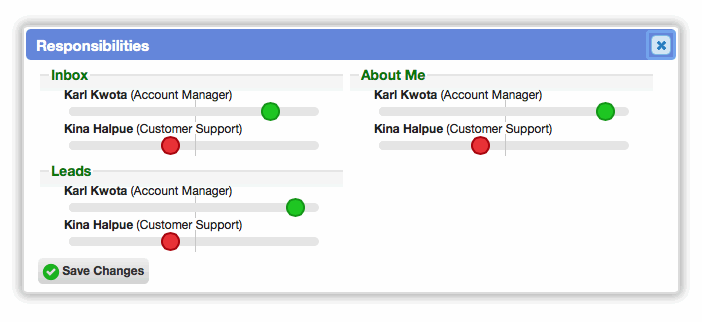 Responsibilities
Inbox
Karl Kwota (Account Manager)
Kina Halpue (Customer Support)
About Me
Karl Kwota (Account Manager)
Kina Halpue (Customer Support)
Leads
Karl Kwota (Account Manager)
Kina Halpue (Customer Support)
Save Changes